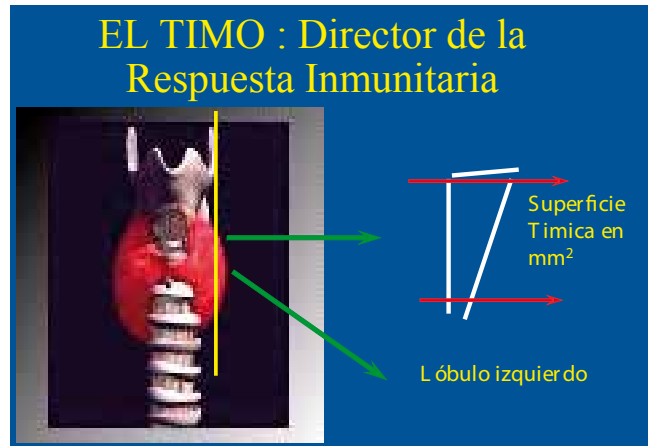 EL TIMO : Director de la
Respuesta Inmunitaria
Superficie
Timica en
mm²
Lóbulo izquierdo